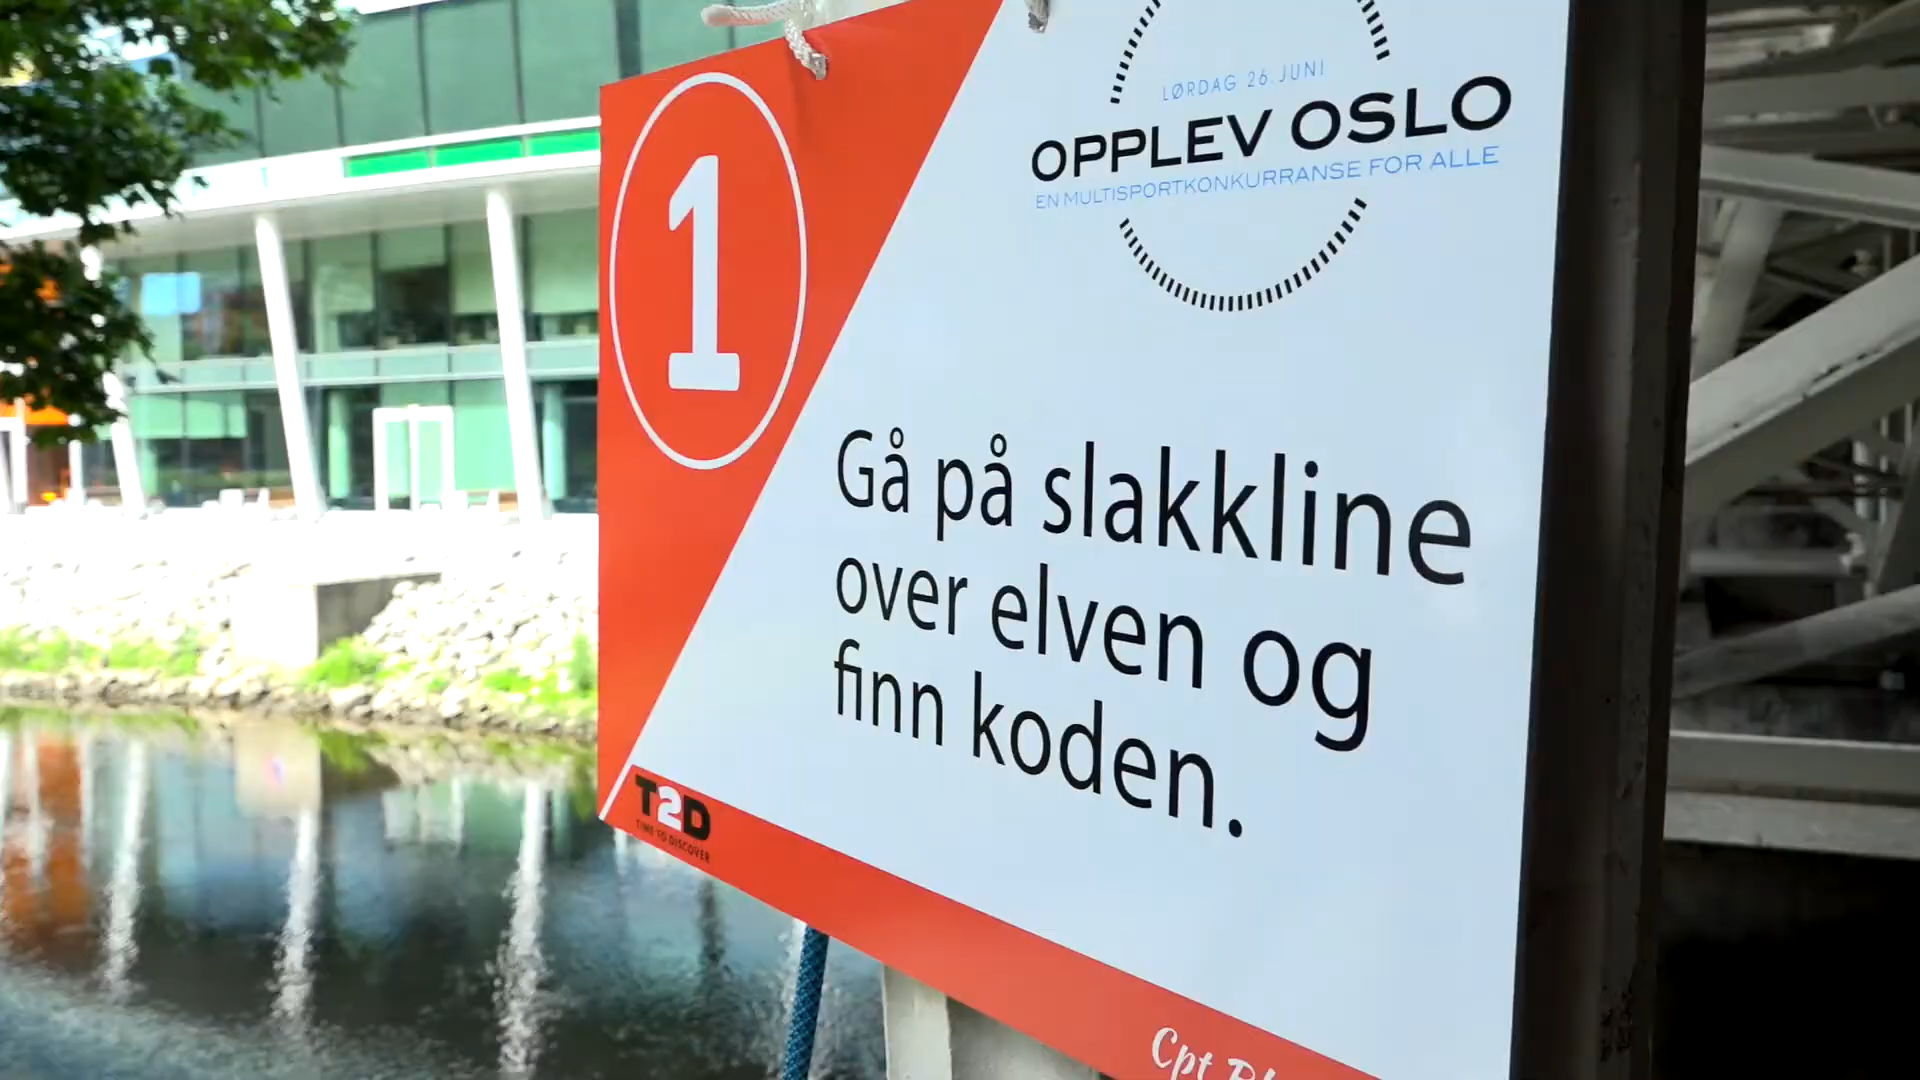 1
LØRDAG 26. JUNI
OPPLEV OSLO
EN MULTISPORTKONKURRANSE FOR ALLE
Gå på slakkline
over elven og
finn koden.
T2D
TIME TO DISCOVER
Cpt